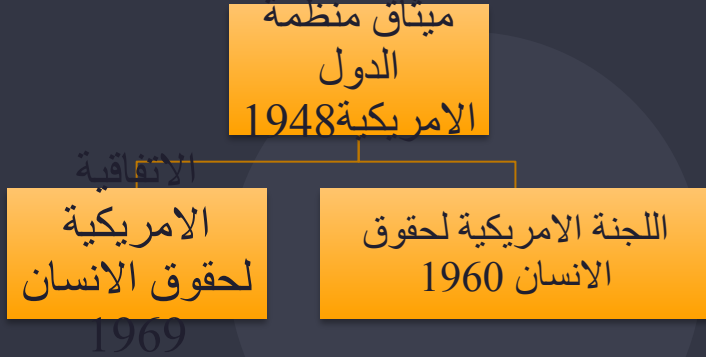 ميثاق منظمة
الدول
الامريكية1948
اللجنة الامريكية لحقوق
الانسان 1960
الاتفاقية
الامريكية
لحقوق الانسان
1969